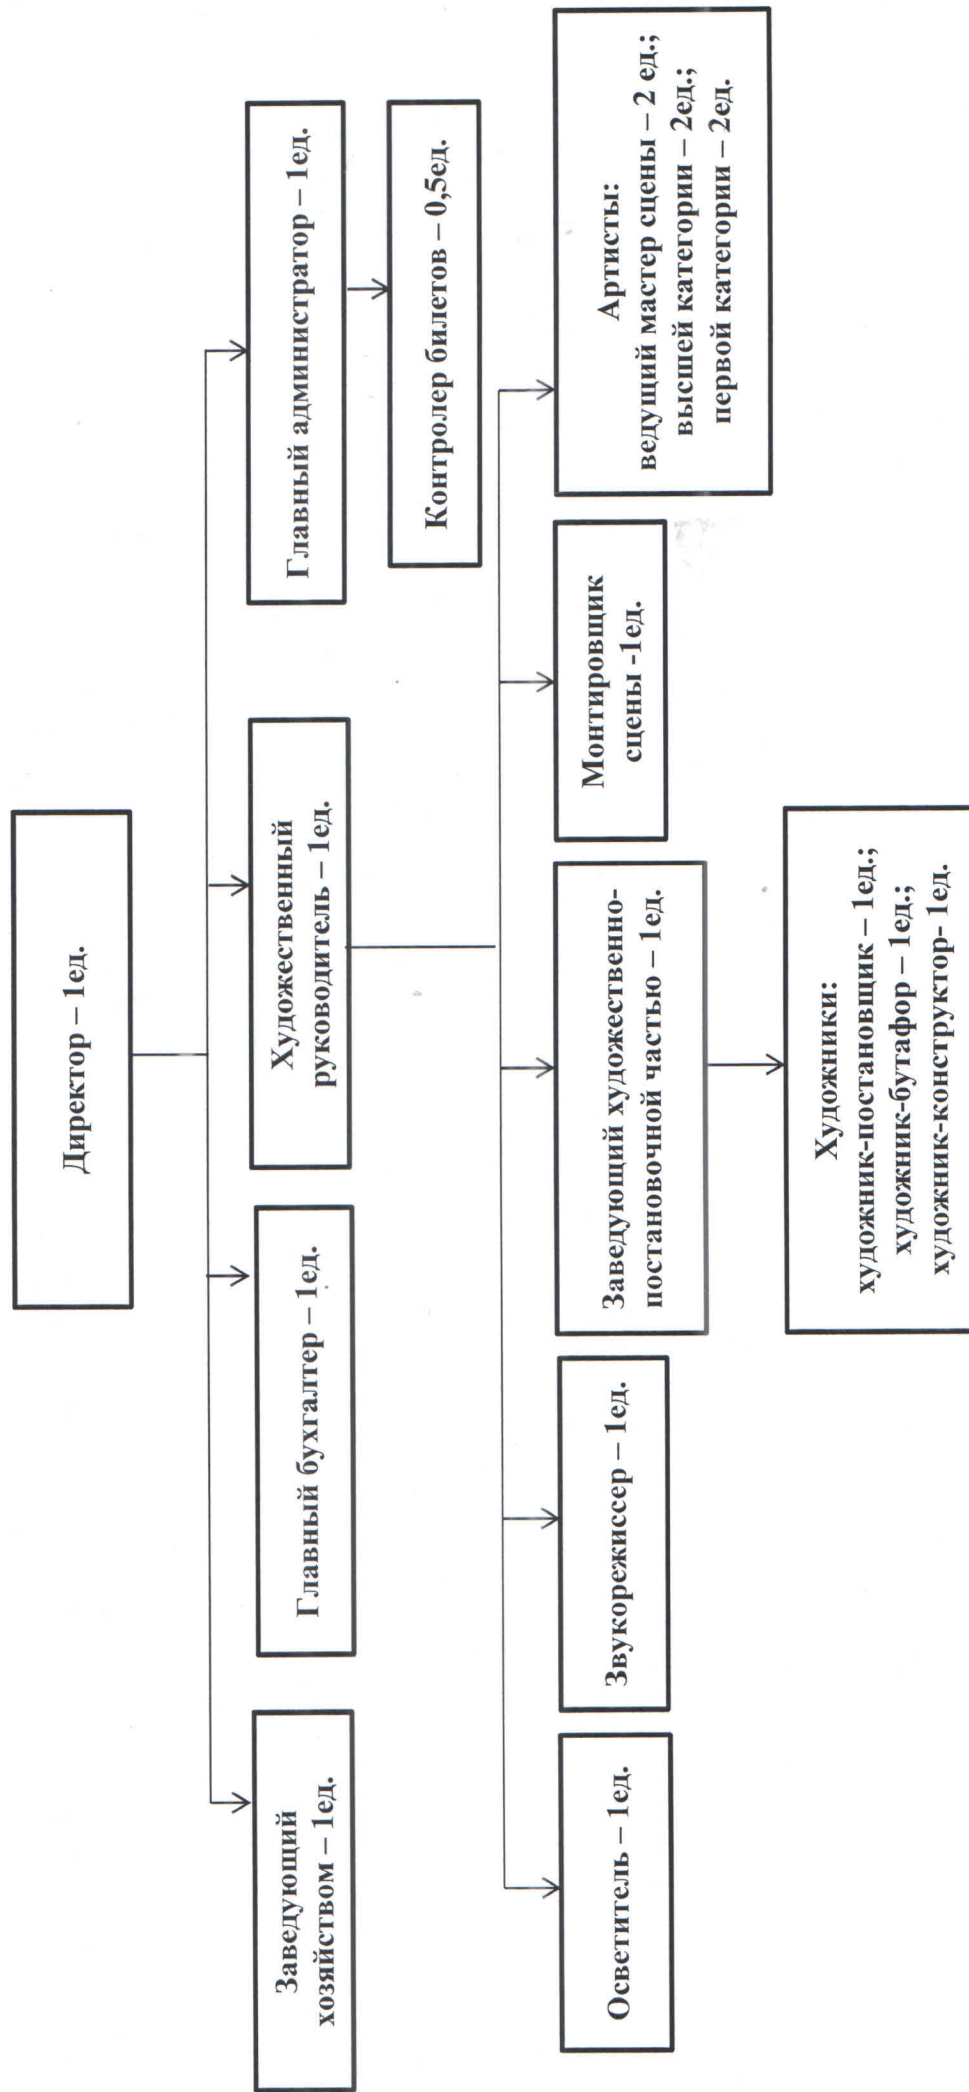 Директор – 1ед.
Заведующий
хозяйством – 1ед.
Главный бухгалтер – 1ед.
Художественный
руководитель – 1ед.
Главный администратор – 1ед.
Контролер билетов – 0,5ед.
Осветитель – 1ед.
Звукорежиссер – 1ед.
Заведующий художественно-
постановочной частью – 1ед.
Монтировщик
сцены -1ед.
Артисты:
ведущий мастер сцены – 2 ед.;
высшей категории – 2ед.;
первой категории – 2ед.
Художники:
художник-постановщик – 1ед.;
художник-бутафор – 1ед.;
художник-конструктор- 1ед.